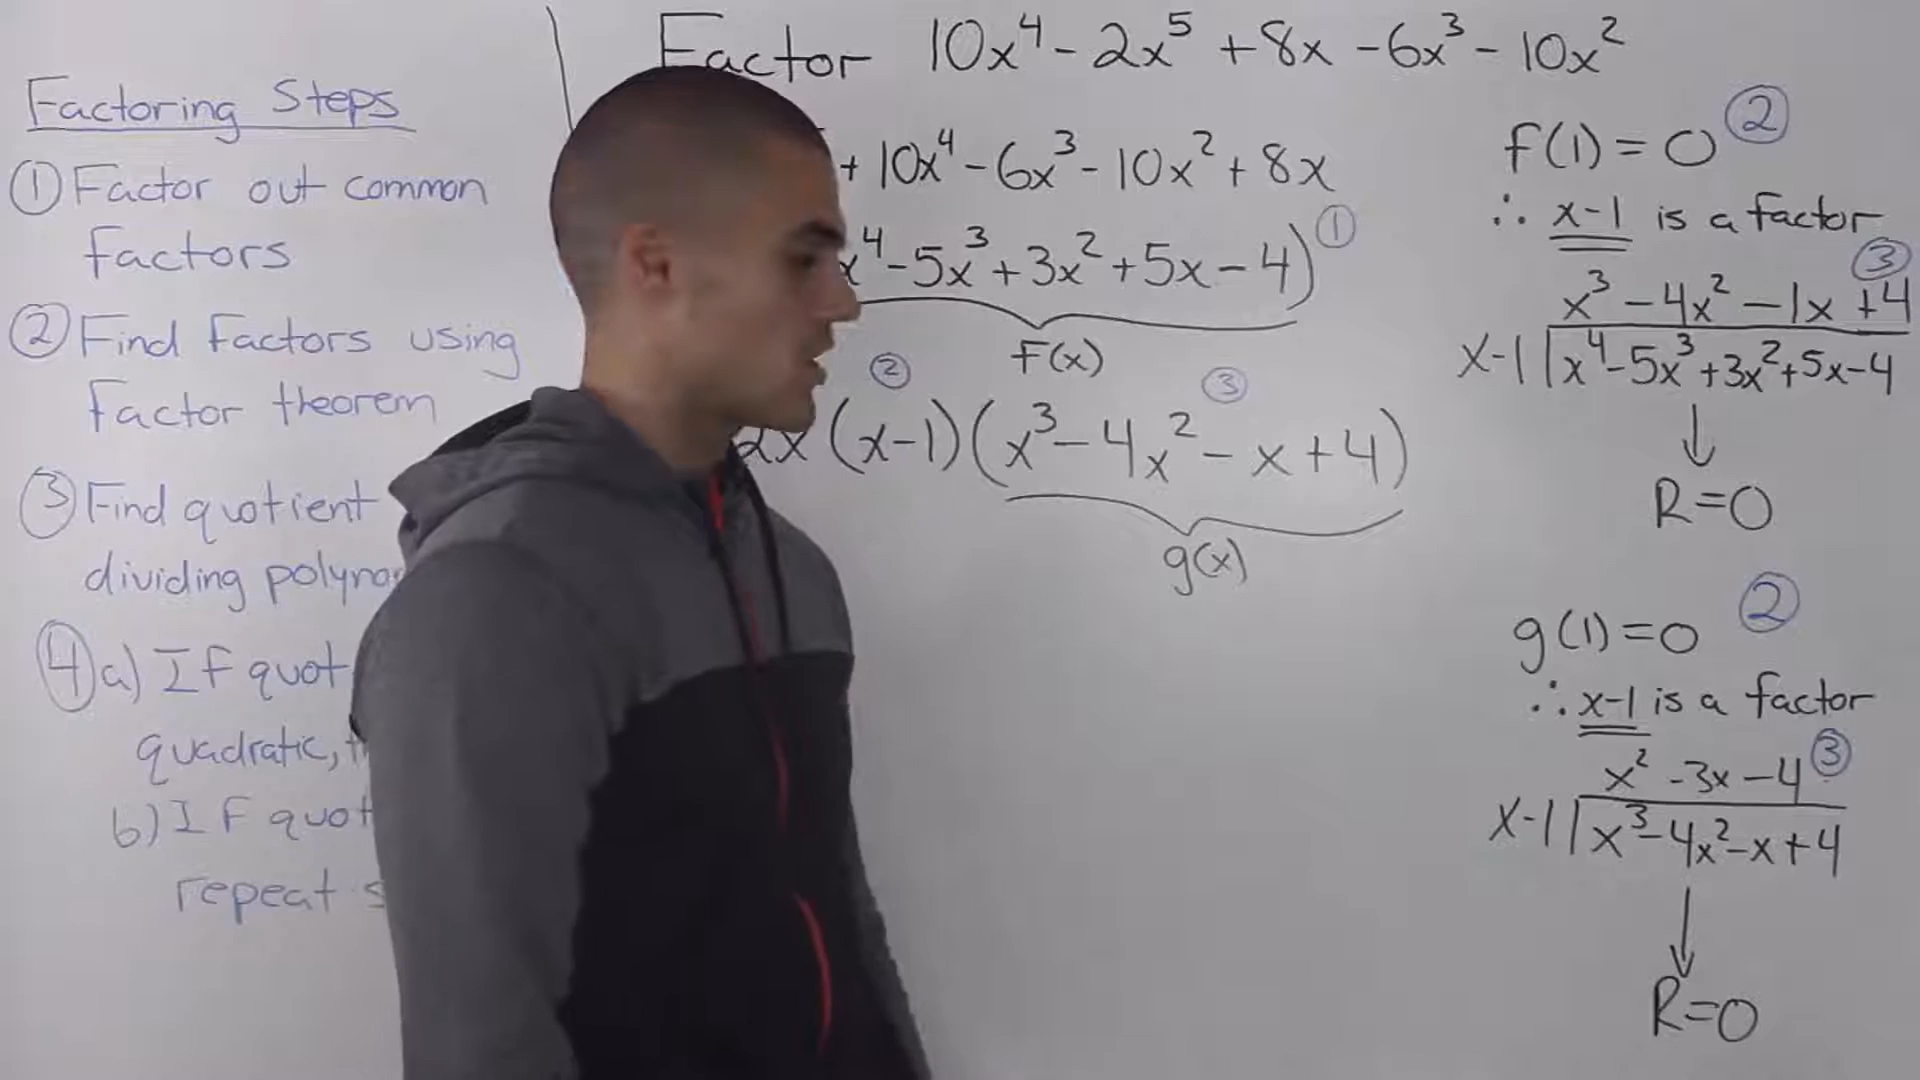 Factoring Steps
① Factor out common
factors
② Find factors using
factor theorem
③ Find quotient
dividing
④ a) If
quadratic,
b) If
repeat
Factor 10x⁴ - 2x⁵ + 8x - 6x³ - 10x²
+ 10x⁴ - 6x³ - 10x² + 8x
x⁴ - 5x³ + 3x² + 5x - 4) ①
f(x)
② ③
2x (x-1)(x³ - 4x² - x + 4)
g(x)
f(1) = 0 ②
∴ x-1 is a factor
③
x³ - 4x² - 1x + 4
x-1 | x⁴ - 5x³ + 3x² + 5x - 4
↓
R = 0
g(1) = 0 ②
∴ x-1 is a factor
x² - 3x - 4 ③
x-1 | x³ - 4x² - x + 4
↓
R = 0